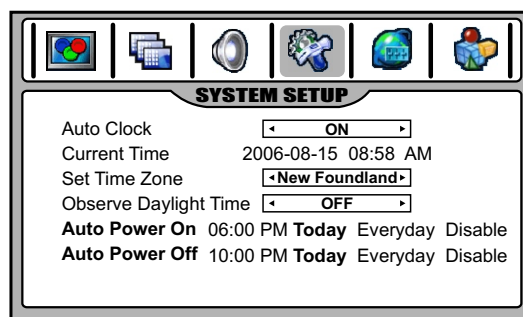 SYSTEM SETUP
Auto Clock ON
Current Time 2006-08-15 08:58 AM
Set Time Zone New Foundland
Observe Daylight Time OFF
Auto Power On 06:00 PM Today Everyday Disable
Auto Power Off 10:00 PM Today Everyday Disable